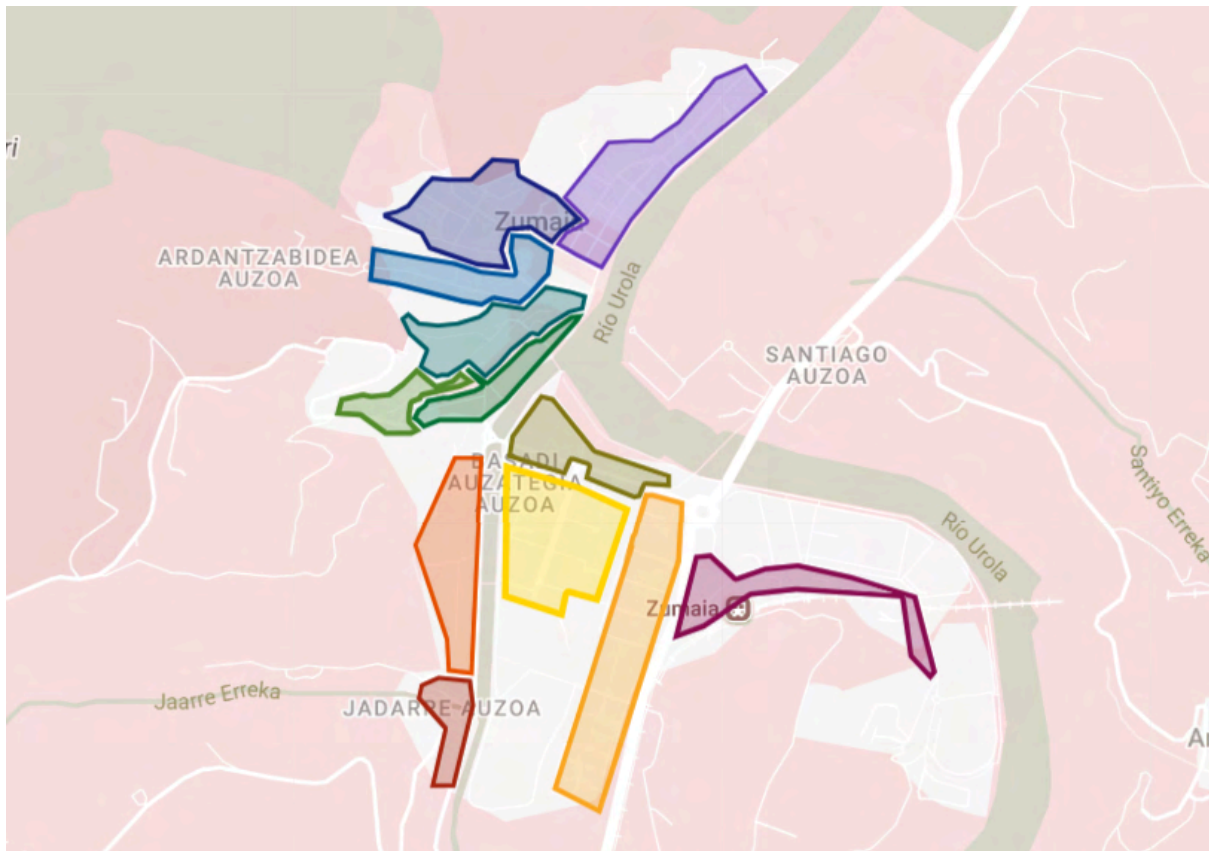 ri
Zumaia
ARDANTZABIDEA
AUZOA
Río Urola
SANTIAGO
AUZOA
BASADI
AUZATEGIA
AUZOA
Santiyo Erreka
Río Urola
Zumaia
Jaarre Erreka
JADARRE AUZOA
Ar